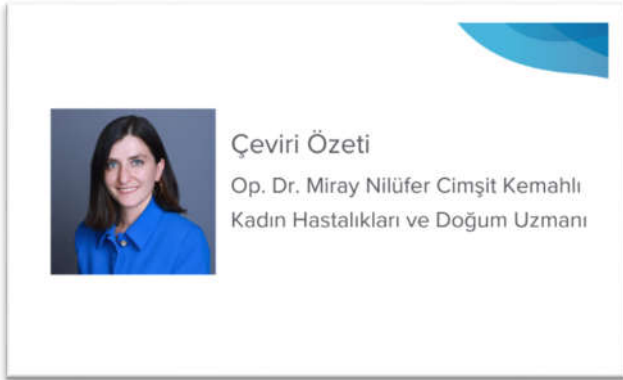 Çeviri Özeti
Op. Dr. Miray Nilüfer Cimşit Kemahlı
Kadın Hastalıkları ve Doğum Uzmanı